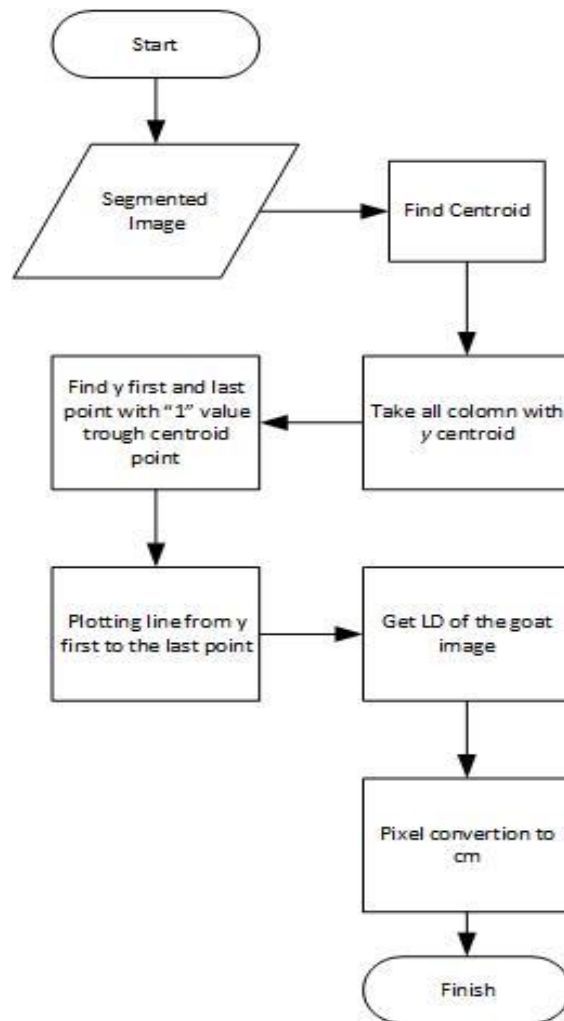 Start
Segmented
Image
Find Centroid
Take all colomn with
y centroid
Find y first and last
point with “1” value
trough centroid
point
Plotting line from y
first to the last point
Get LD of the goat
image
Pixel convertion to
cm
Finish